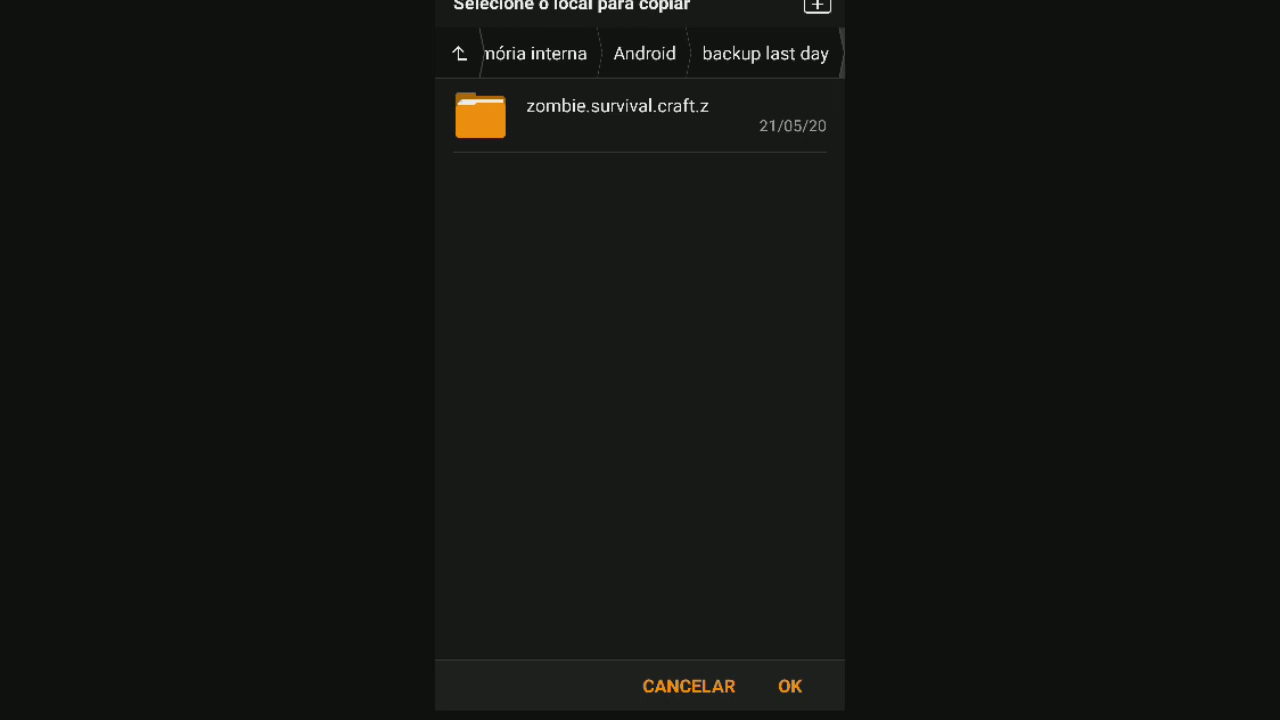 Selecione o local para copiar
mória interna Android backup last day
zombie.survival.craft.z
21/05/20
CANCELAR OK